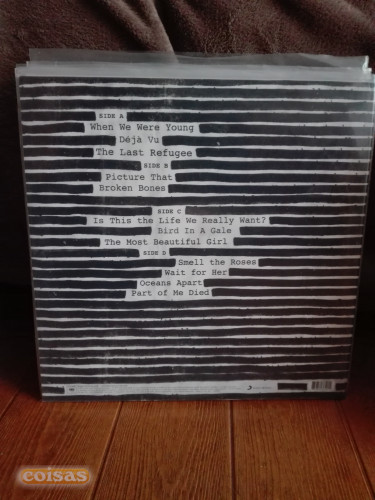 SIDE A
When We Were Young
Déjà Vu
The Last Refugee
SIDE B
Picture That
Broken Bones
SIDE C
Is This the Life We Really Want?
Bird In A Gale
The Most Beautiful Girl
SIDE D
Smell the Roses
Wait for Her
Oceans Apart
Part of Me Died
coisas